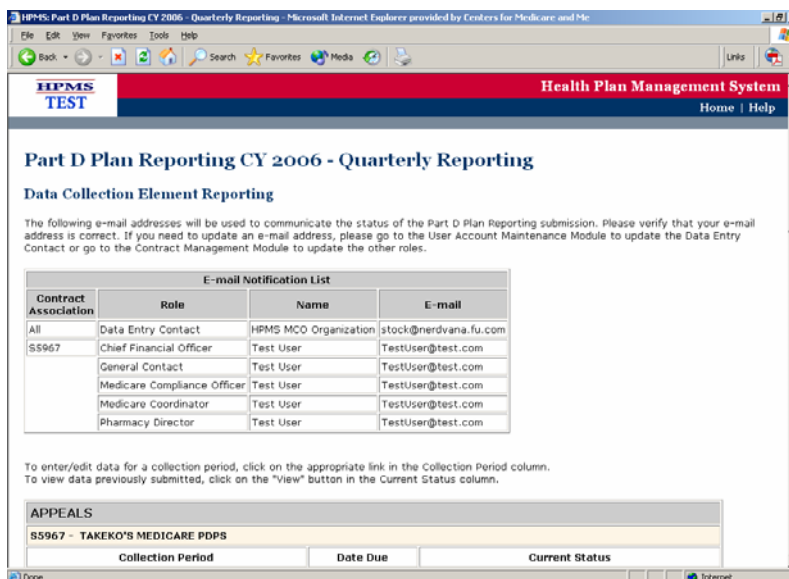 HPMS: Part D Plan Reporting CY 2006 - Quarterly Reporting - Microsoft Internet Explorer provided by Centers for Medicare and Me
File Edit View Favorites Tools Help
Back Search Favorites Media Links
HPMS
TEST
Health Plan Management System
Home | Help
Part D Plan Reporting CY 2006 - Quarterly Reporting
Data Collection Element Reporting
The following e-mail addresses will be used to communicate the status of the Part D Plan Reporting submission. Please verify that your e-mail
address is correct. If you need to update an e-mail address, please go to the User Account Maintenance Module to update the Data Entry
Contact or go to the Contract Management Module to update the other roles.
E-mail Notification List
Contract Association Role Name E-mail
All Data Entry Contact HPMS MCO Organization stock@nerdvana.fu.com
S5967 Chief Financial Officer Test User TestUser@test.com
General Contact Test User TestUser@test.com
Medicare Compliance Officer Test User TestUser@test.com
Medicare Coordinator Test User TestUser@test.com
Pharmacy Director Test User TestUser@test.com
To enter/edit data for a collection period, click on the appropriate link in the Collection Period column.
To view data previously submitted, click on the "View" button in the Current Status column.
APPEALS
S5967 - TAKEKO'S MEDICARE PDPS
Collection Period Date Due Current Status
Done Internet